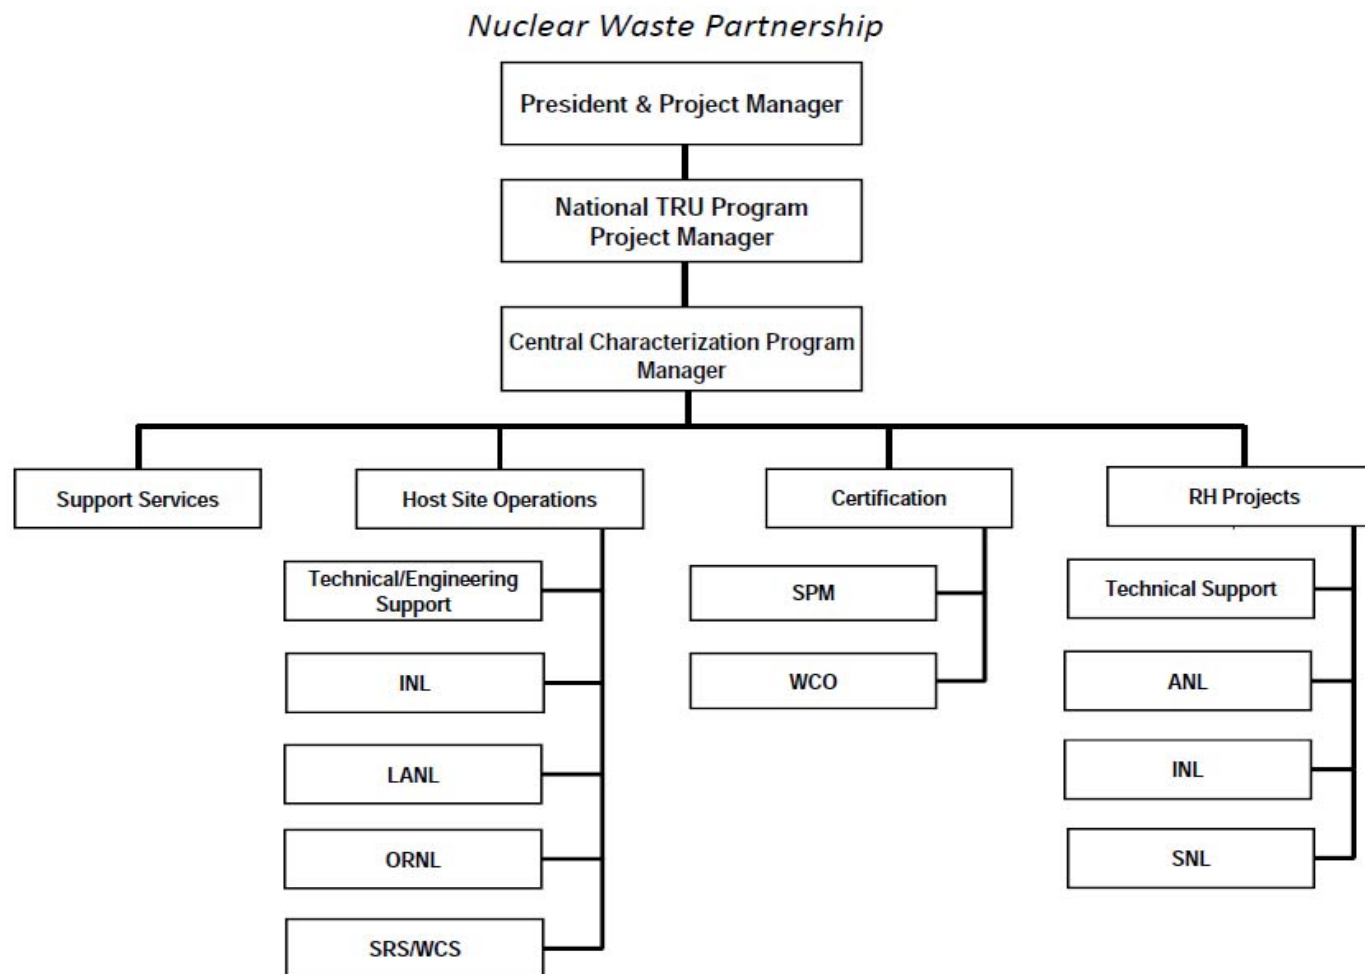 Nuclear Waste Partnership
President & Project Manager
National TRU Program
Project Manager
Central Characterization Program
Manager
Support Services
Host Site Operations
Certification
RH Projects
Technical/Engineering
Support
INL
LANL
ORNL
SRS/WCS
SPM
WCO
Technical Support
ANL
INL
SNL